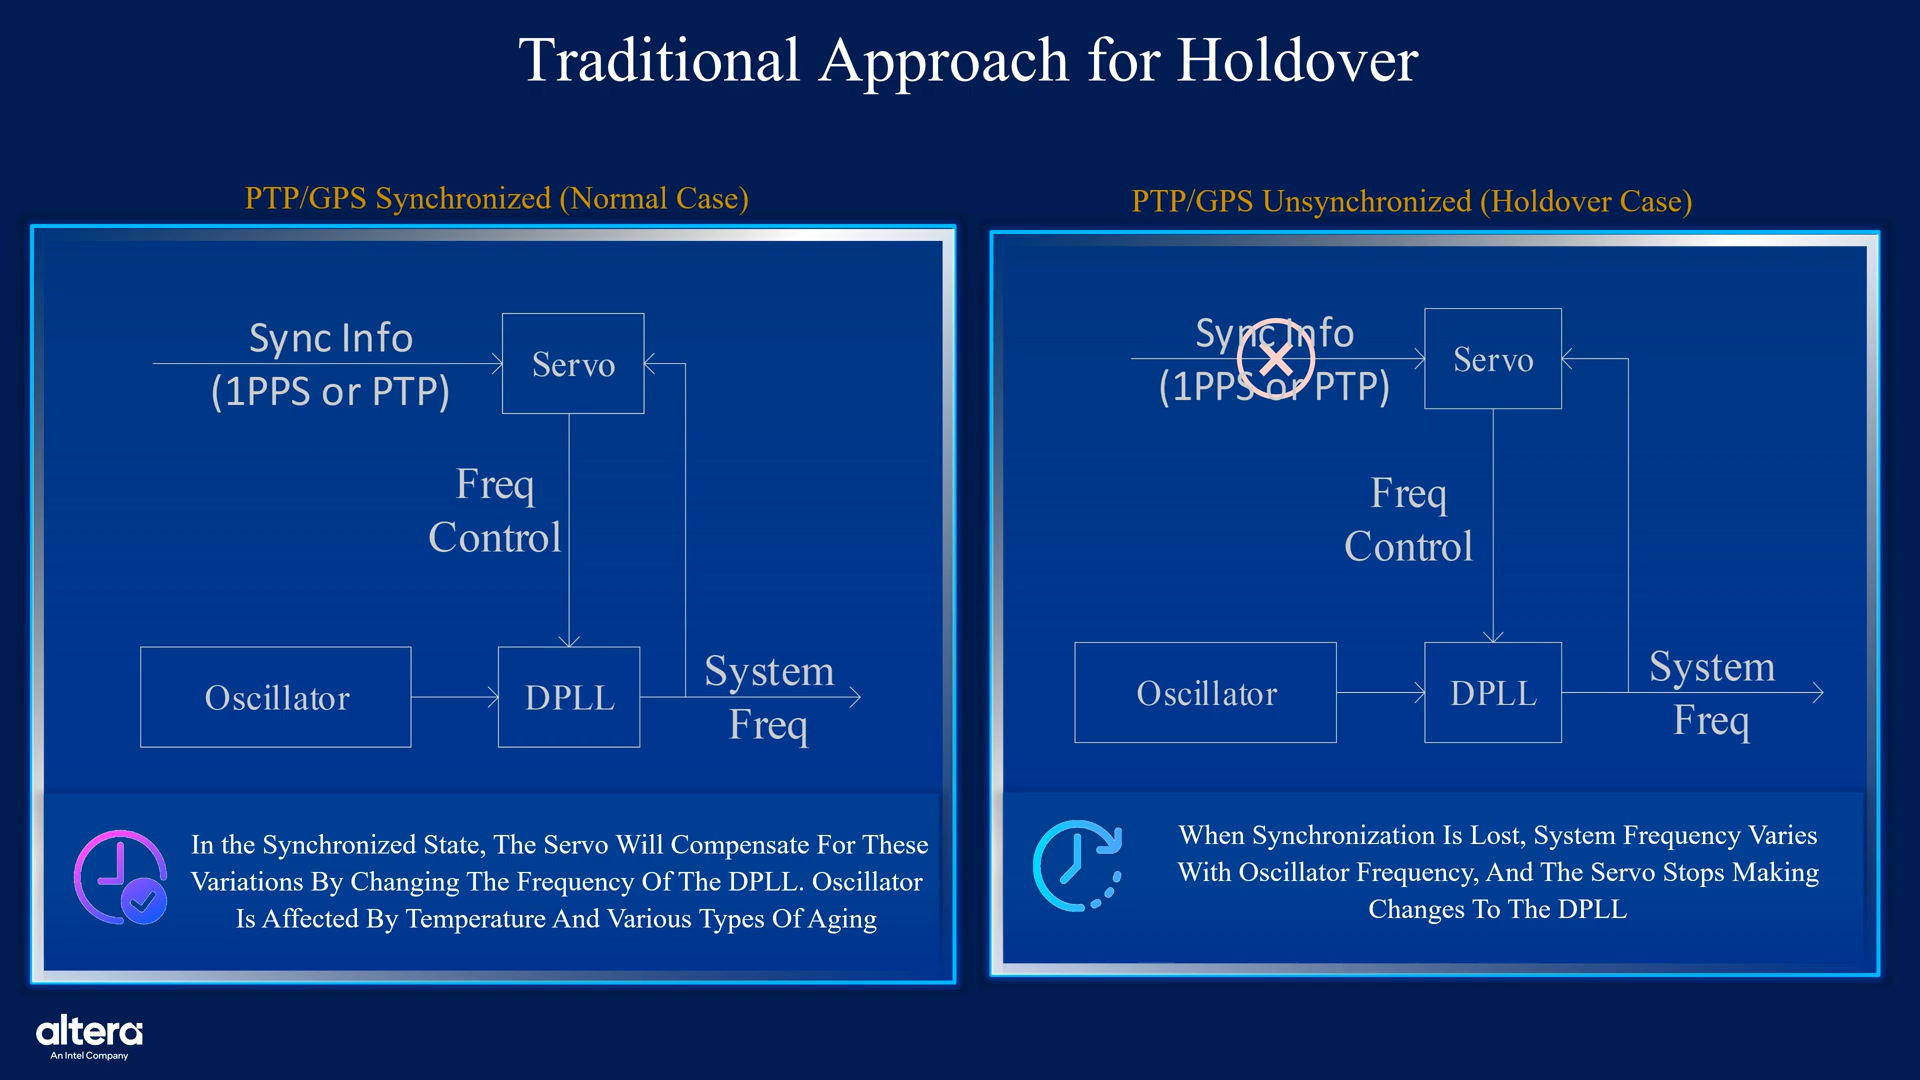 Traditional Approach for Holdover
PTP/GPS Synchronized (Normal Case)
Sync Info
(1PPS or PTP)
Servo
Freq
Control
Oscillator
DPLL
System
Freq
In the Synchronized State, The Servo Will Compensate For These
Variations By Changing The Frequency Of The DPLL. Oscillator
Is Affected By Temperature And Various Types Of Aging
PTP/GPS Unsynchronized (Holdover Case)
Sync Info
(1PPS or PTP)
Servo
Freq
Control
Oscillator
DPLL
System
Freq
When Synchronization Is Lost, System Frequency Varies
With Oscillator Frequency, And The Servo Stops Making
Changes To The DPLL
altera
An Intel Company